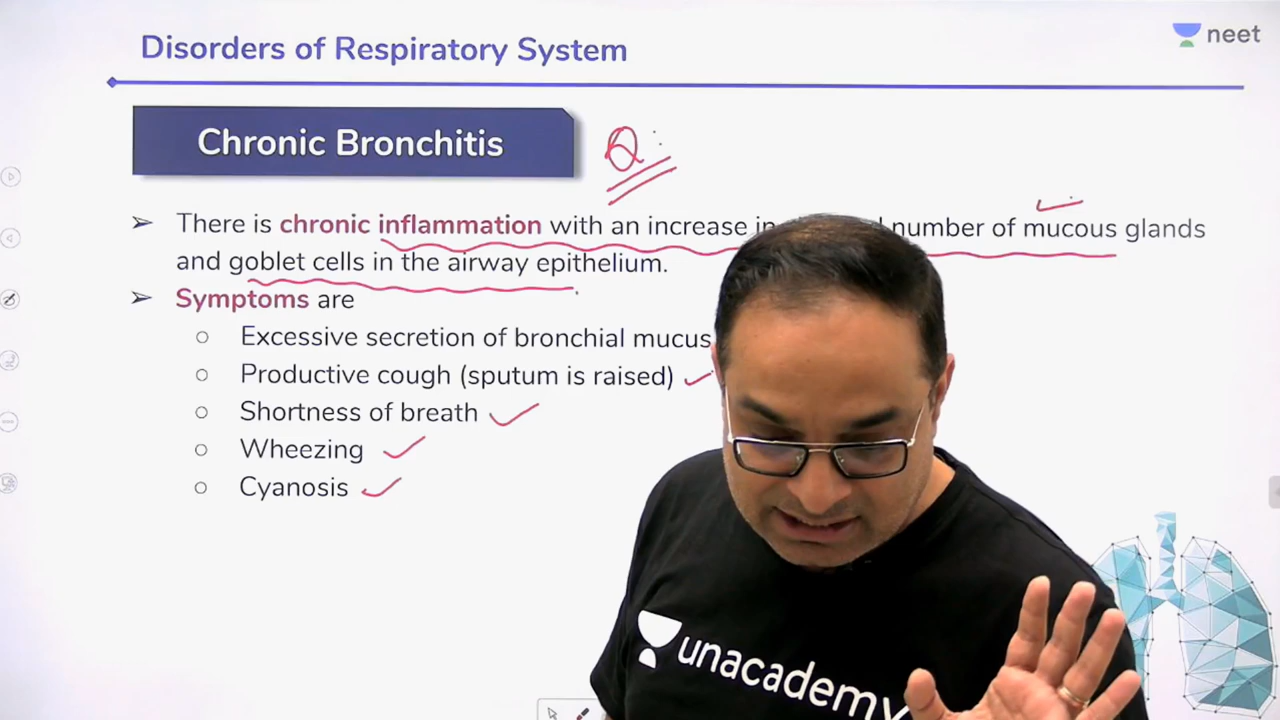 Disorders of Respiratory System
neet
Chronic Bronchitis
Q:
➢ There is chronic inflammation with an increase in number of mucous glands
and goblet cells in the airway epithelium.
➢ Symptoms are
○ Excessive secretion of bronchial mucus
○ Productive cough (sputum is raised)
○ Shortness of breath
○ Wheezing
○ Cyanosis
unacademy